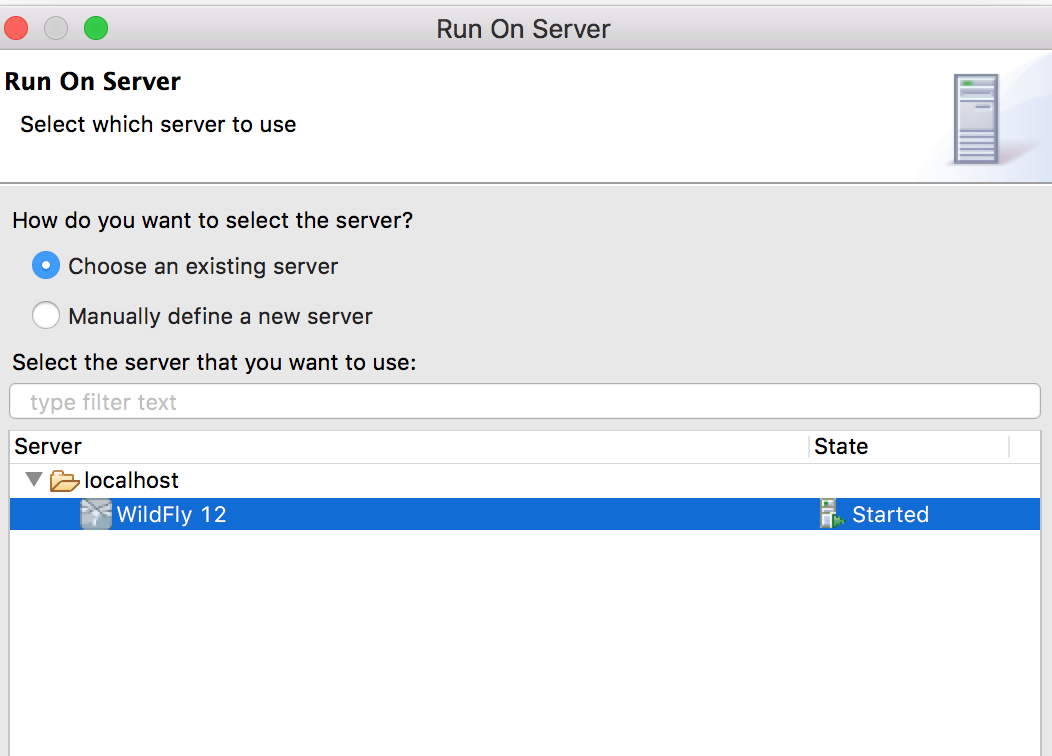 Run On Server
Run On Server
Select which server to use
How do you want to select the server?
Choose an existing server
Manually define a new server
Select the server that you want to use:
type filter text
Server State
localhost
WildFly 12 Started